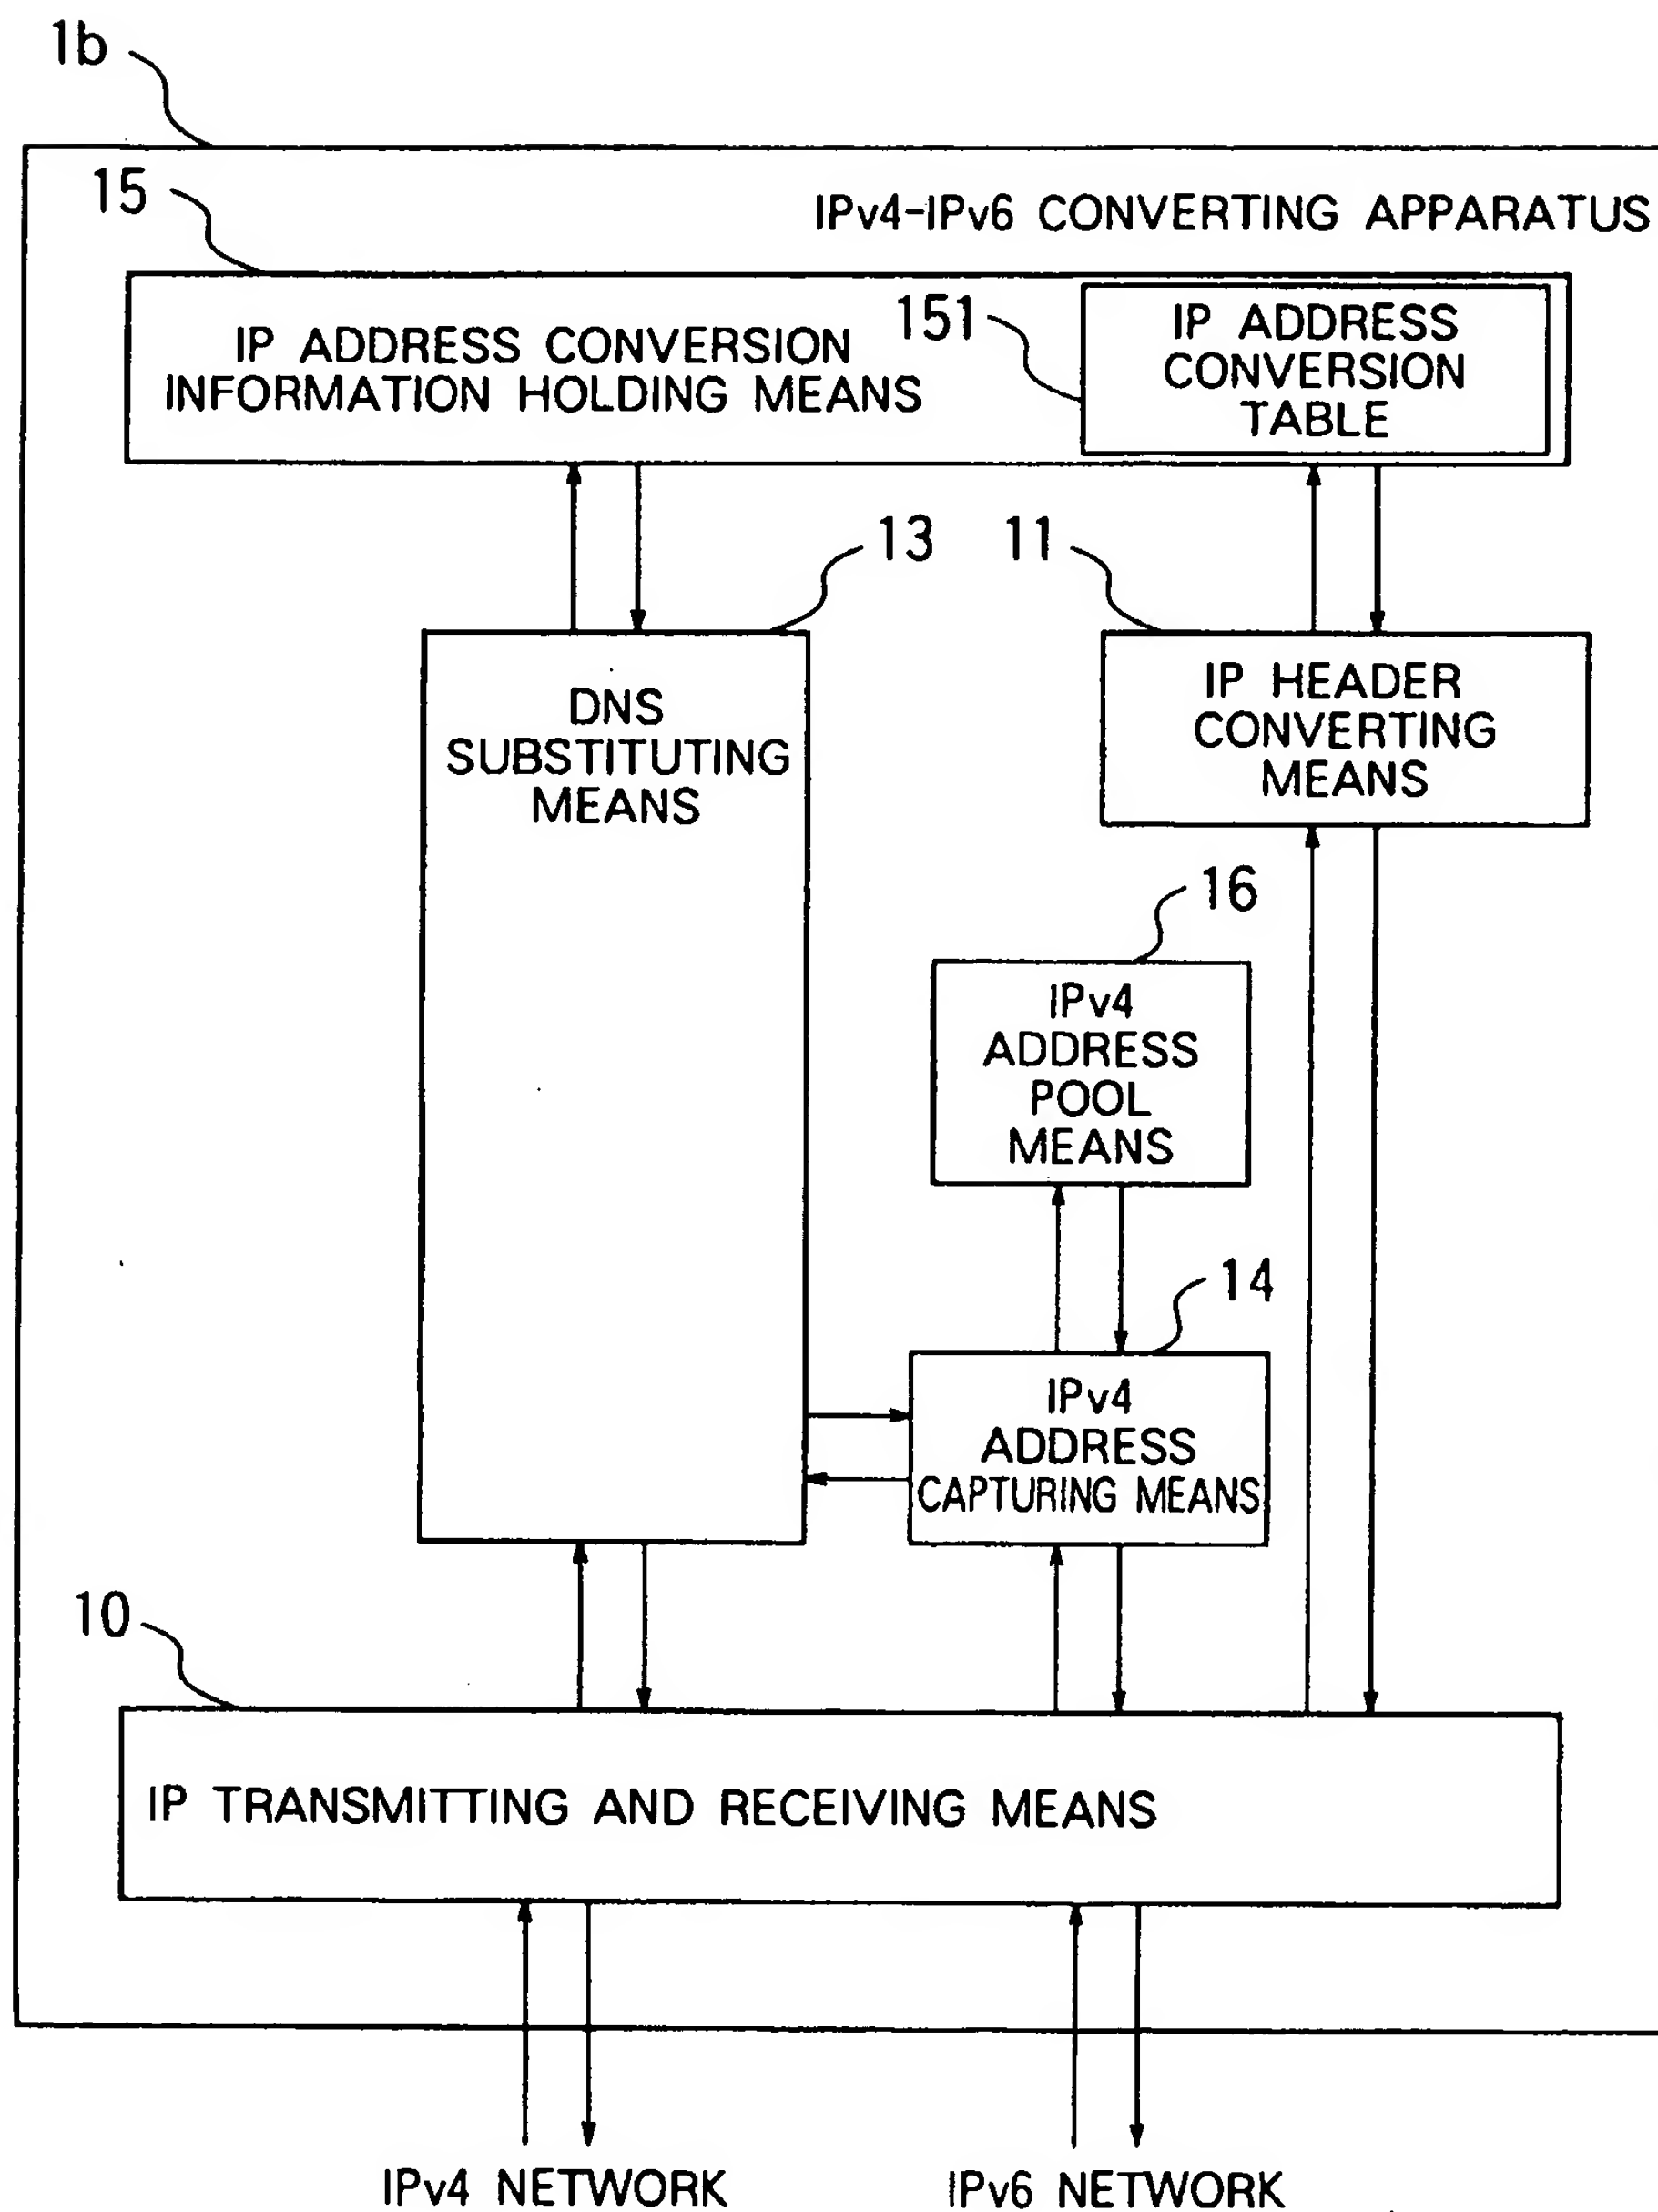 1b
15
IPv4-IPv6 CONVERTING APPARATUS
IP ADDRESS CONVERSION
INFORMATION HOLDING MEANS
151
IP ADDRESS
CONVERSION
TABLE
13
11
DNS
SUBSTITUTING
MEANS
IP HEADER
CONVERTING
MEANS
16
IPv4
ADDRESS
POOL
MEANS
14
IPv4
ADDRESS
CAPTURING MEANS
10
IP TRANSMITTING AND RECEIVING MEANS
IPv4 NETWORK
IPv6 NETWORK